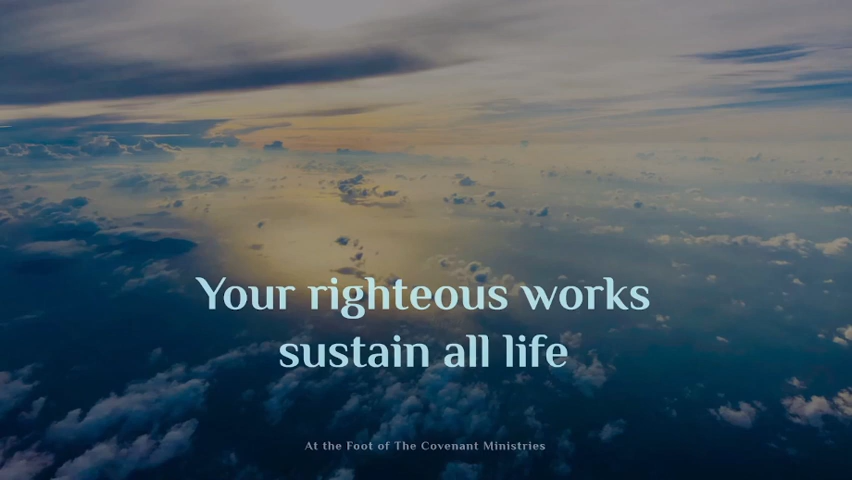 Your righteous works
sustain all life
At the Foot of The Covenant Ministries